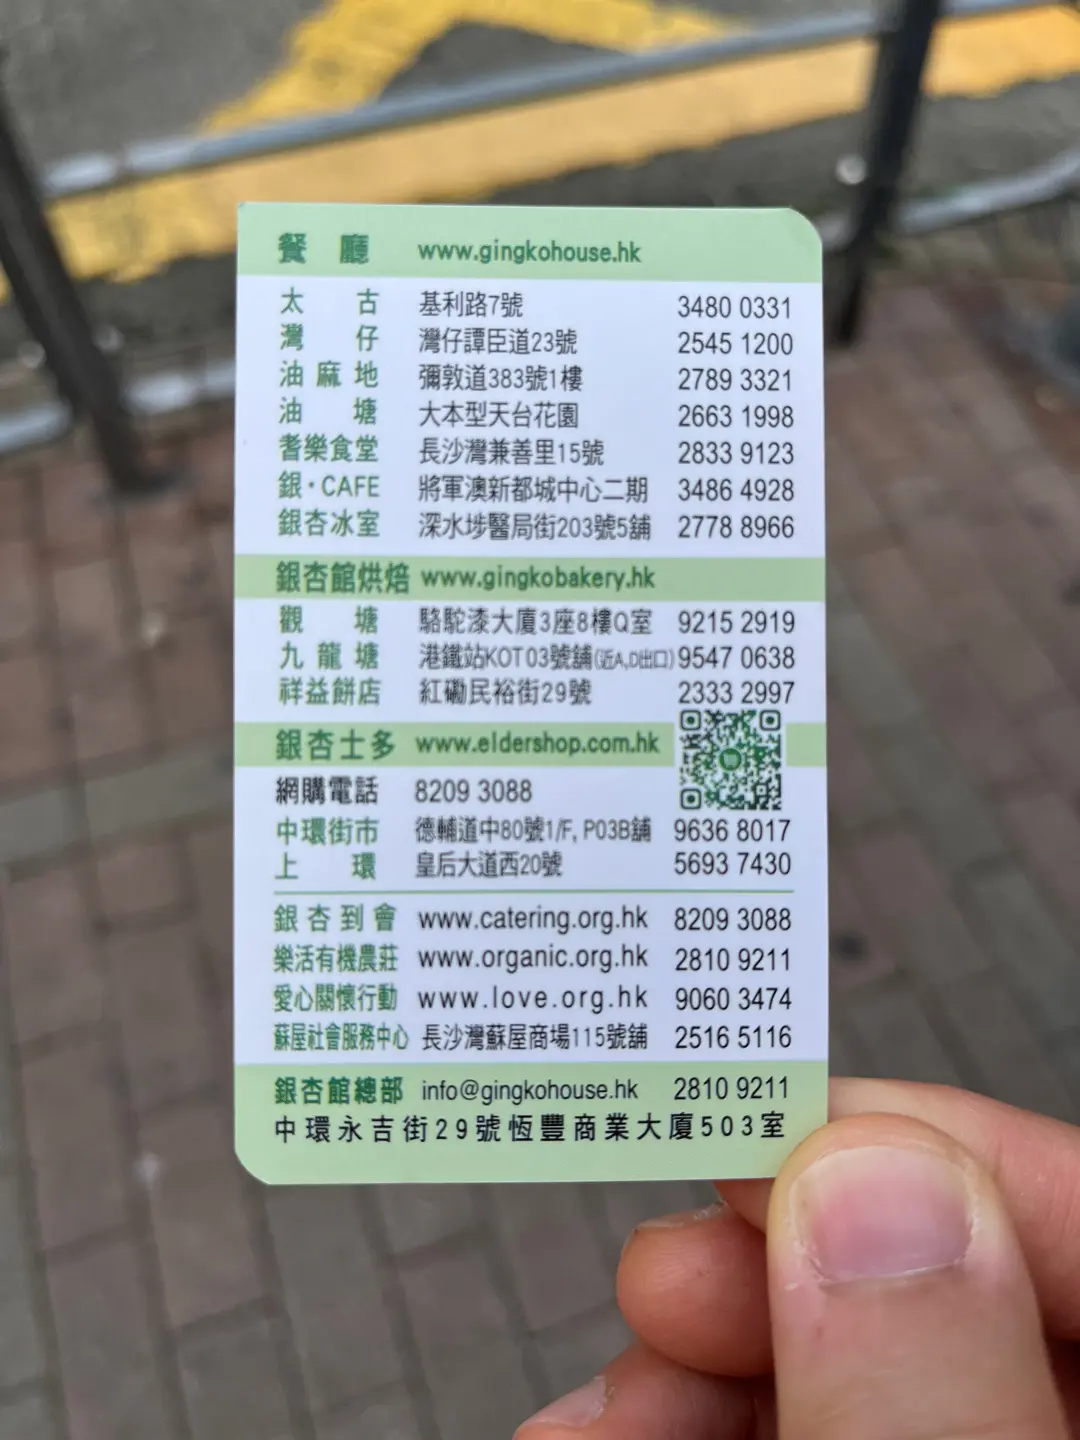 餐廳 www.gingkohouse.hk
太古 基利路7號 3480 0331
灣仔 灣仔譚臣道23號 2545 1200
油麻地 彌敦道383號1樓 2789 3321
油塘 大本型天台花園 2663 1998
耆樂食堂 長沙灣兼善里15號 2833 9123
銀·CAFE 將軍澳新都城中心二期 3486 4928
銀杏冰室 深水埗醫局街203號5舖 2778 8966
銀杏館烘焙 www.gingkobakery.hk
觀塘 駱駝漆大廈3座8樓Q室 9215 2919
九龍塘 港鐵站KOT03號舖(近A,D出口) 9547 0638
祥益餅店 紅磡民裕街29號 2333 2997
銀杏士多 www.eldershop.com.hk
網購電話 8209 3088
中環街市 德輔道中80號1/F, P03B舖 9636 8017
上環 皇后大道西20號 5693 7430
銀杏到會 www.catering.org.hk 8209 3088
樂活有機農莊 www.organic.org.hk 2810 9211
愛心關懷行動 www.love.org.hk 9060 3474
蘇屋社會服務中心 長沙灣蘇屋商場115號舖 2516 5116
銀杏館總部 info@gingkohouse.hk 2810 9211
中環永吉街29號恆豐商業大廈503室